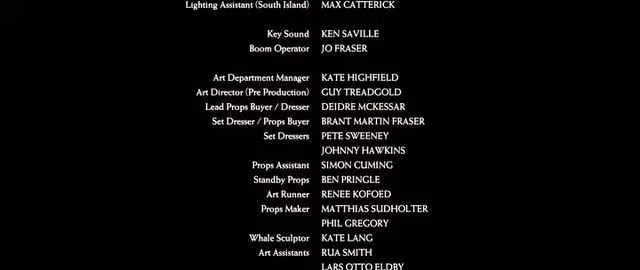 Lighting Assistant (South Island) MAX CATTERICK
Key Sound KEN SAVILLE
Boom Operator JO FRASER
Art Department Manager KATE HIGHFIELD
Art Director (Pre Production) GUY TREADGOLD
Lead Props Buyer / Dresser DEIDRE MCKESSAR
Set Dresser / Props Buyer BRANT MARTIN FRASER
Set Dressers PETE SWEENEY
JOHNNY HAWKINS
Props Assistant SIMON CUMING
Standby Props BEN PRINGLE
Art Runner RENEE KOFOED
Props Maker MATTHIAS SUDHOLTER
PHIL GREGORY
Whale Sculptor KATE LANG
Art Assistants RUA SMITH
LARS OTTO ELDBY